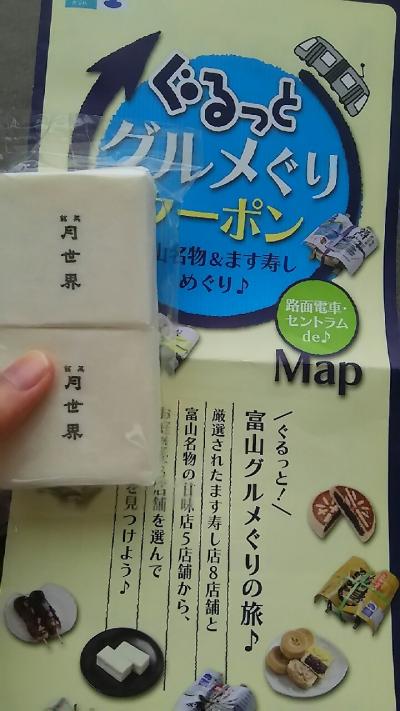 ぐるっと
グルメぐり
クーポン
山名物&ます寿し
めぐり♪
路面電車・
セントラム
de♪
Map
銘菓
月世界
銘菓
月世界
＼ぐるっと！／
富山グルメぐりの旅♪
厳選されたます寿し店8店舗と
富山名物の甘味店5店舗から、
店舗を選んで
を見つけよう♪